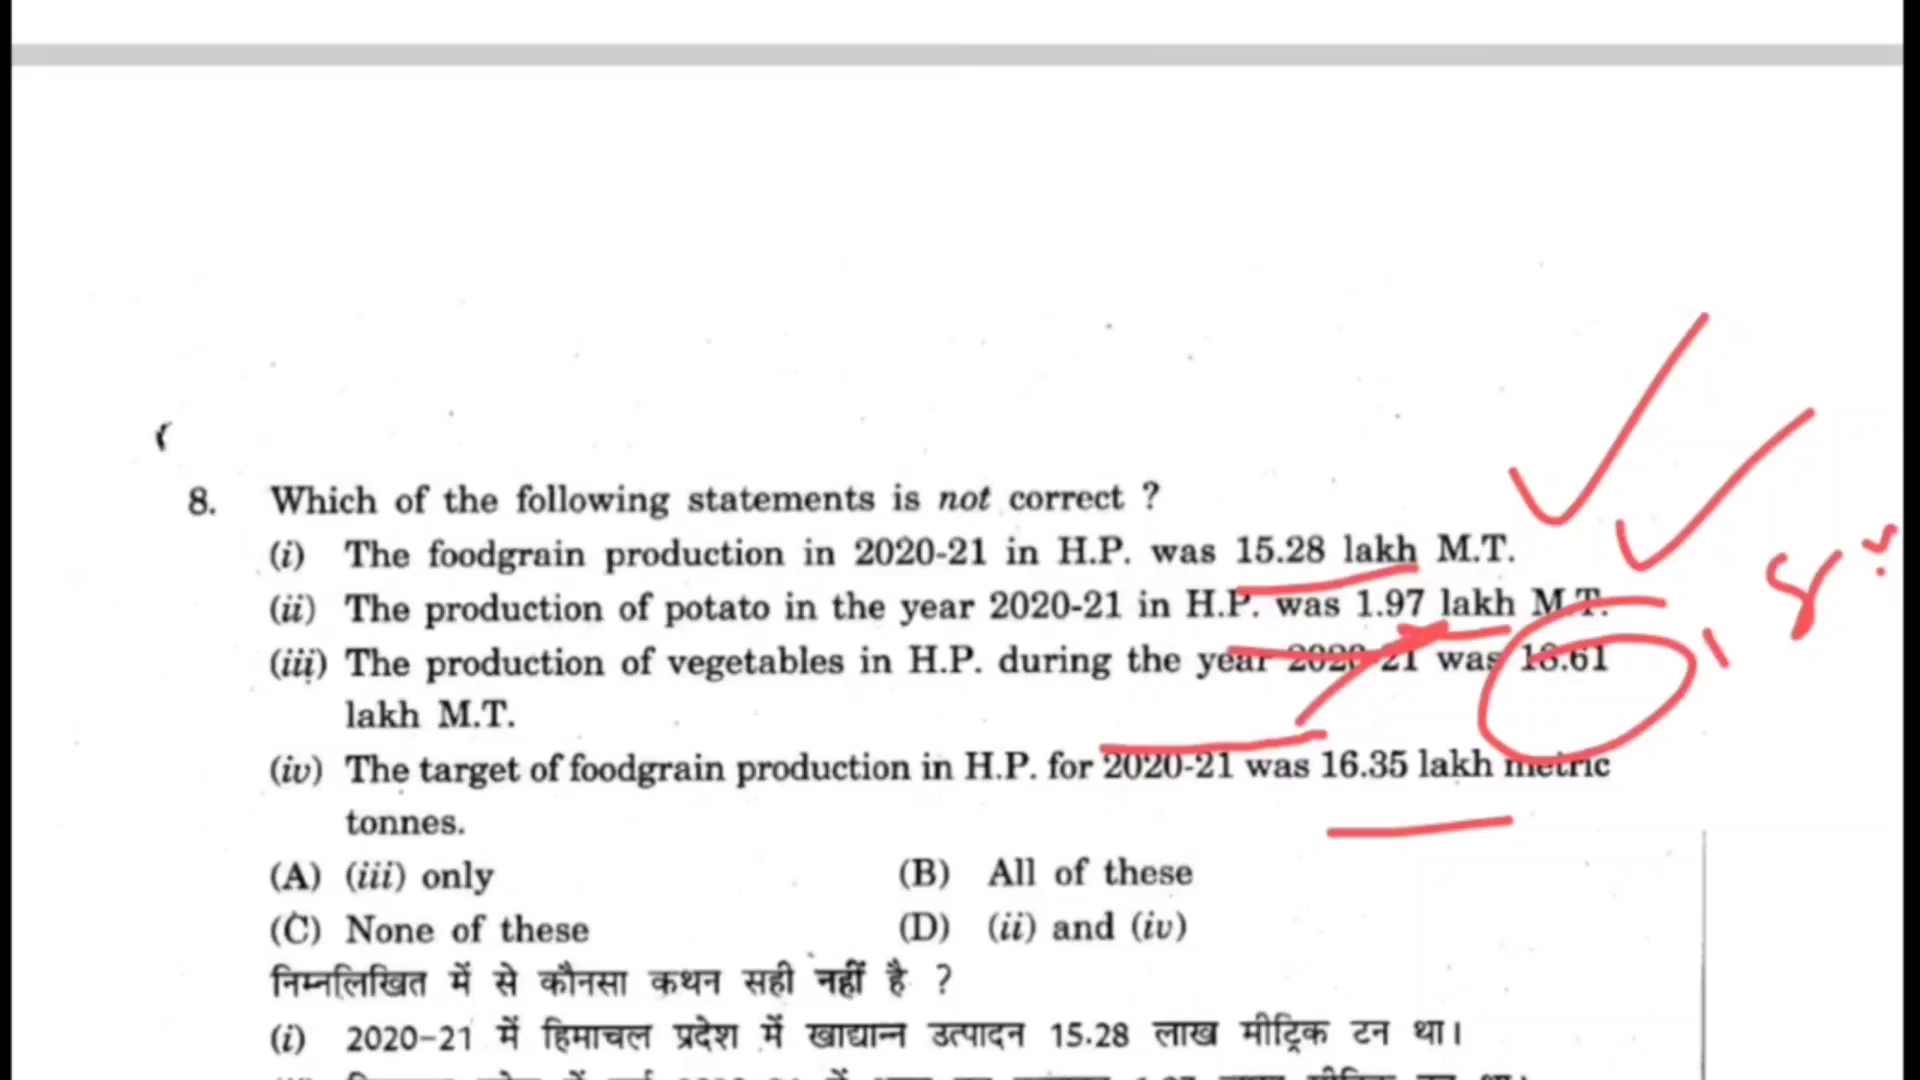 8. Which of the following statements is not correct ?
(i) The foodgrain production in 2020-21 in H.P. was 15.28 lakh M.T.
(ii) The production of potato in the year 2020-21 in H.P. was 1.97 lakh M.T.
(iii) The production of vegetables in H.P. during the year 2020-21 was 18.61
lakh M.T.
(iv) The target of foodgrain production in H.P. for 2020-21 was 16.35 lakh metric
tonnes.
(A) (iii) only (B) All of these
(C) None of these (D) (ii) and (iv)
निम्नलिखित में से कौनसा कथन सही नहीं है ?
(i) 2020-21 में हिमाचल प्रदेश में खाद्यान्न उत्पादन 15.28 लाख मीट्रिक टन था।